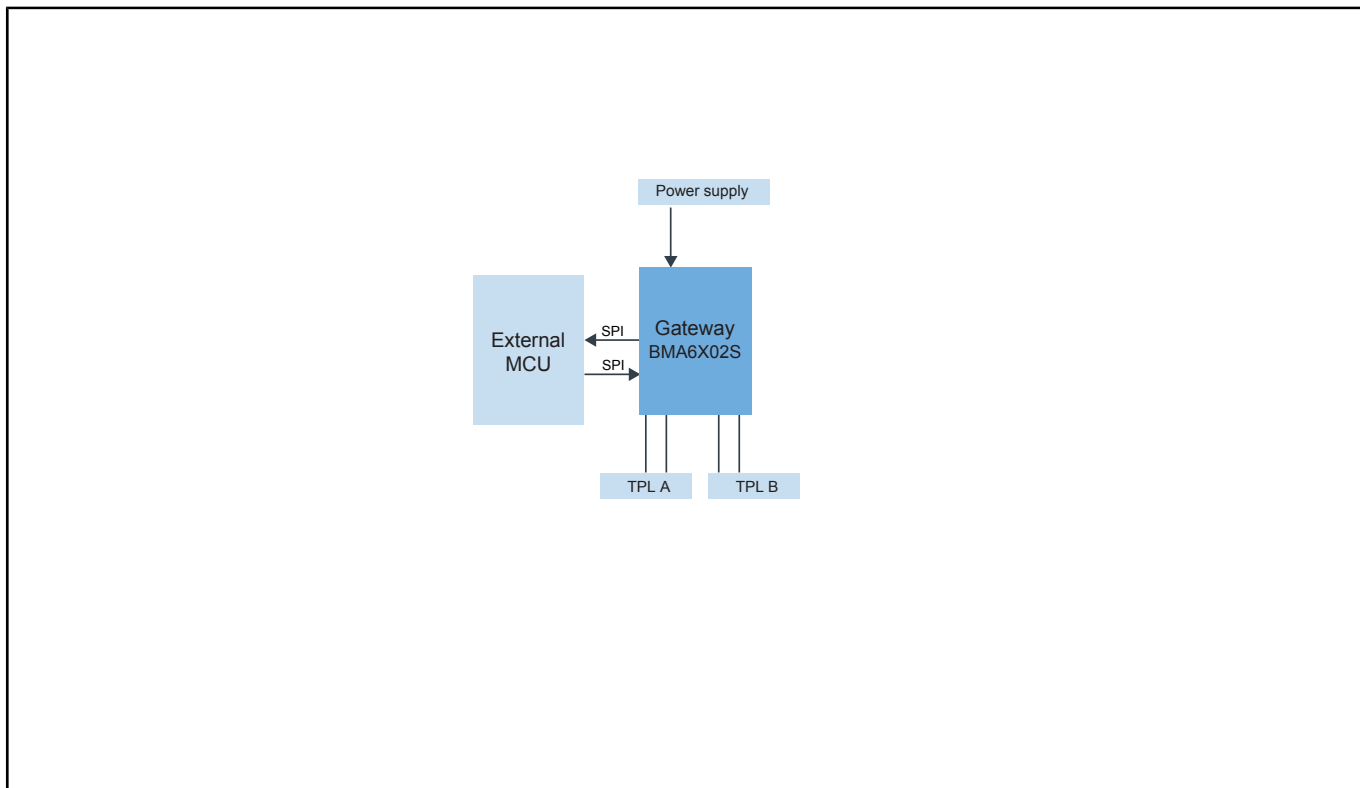 Power supply
External
MCU
SPI
SPI
Gateway
BMA6X02S
TPL A
TPL B